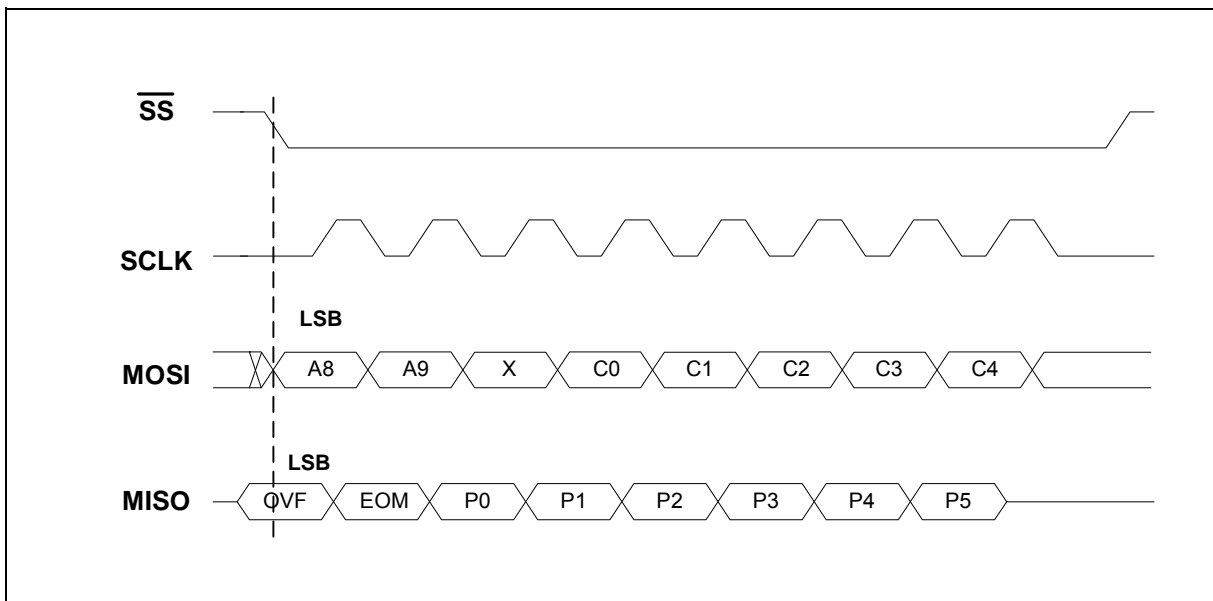 SS
SCLK
LSB
MOSI A8 A9 X C0 C1 C2 C3 C4
LSB
MISO OVF EOM P0 P1 P2 P3 P4 P5